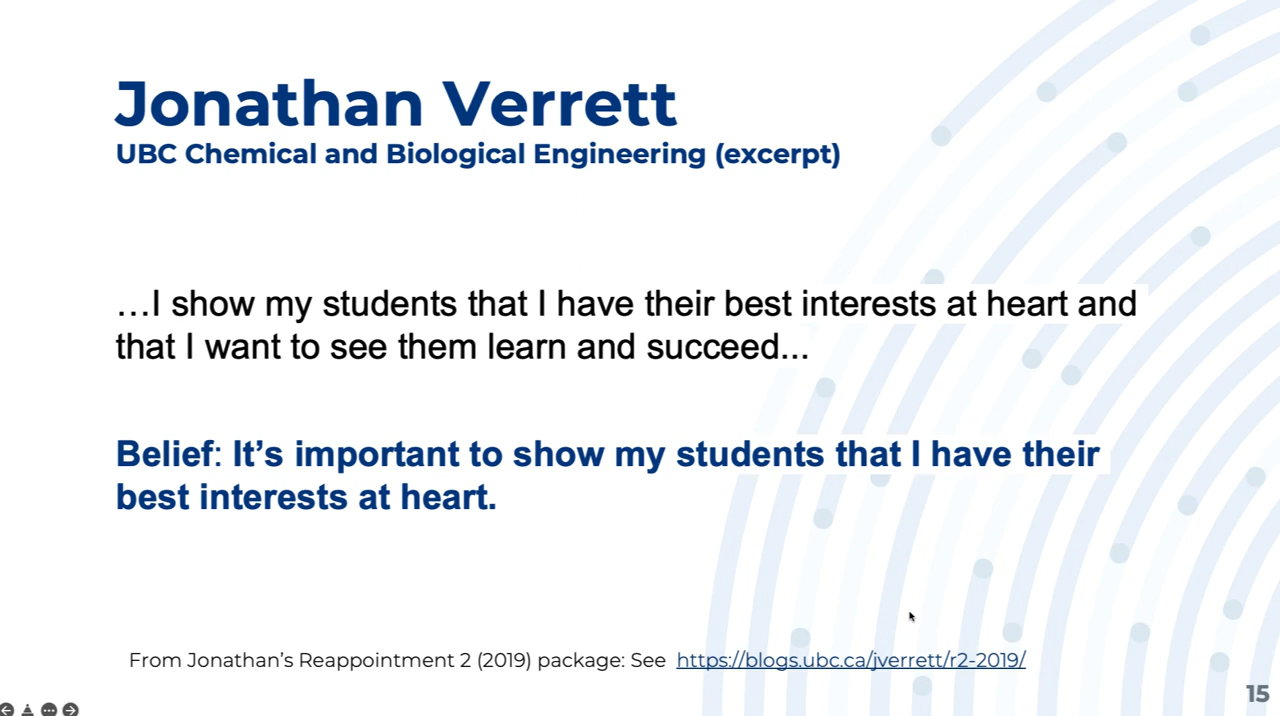 Jonathan Verrett
UBC Chemical and Biological Engineering (excerpt)
…I show my students that I have their best interests at heart and
that I want to see them learn and succeed...
Belief: It’s important to show my students that I have their
best interests at heart.
From Jonathan’s Reappointment 2 (2019) package: See https://blogs.ubc.ca/jverrett/r2-2019/
15